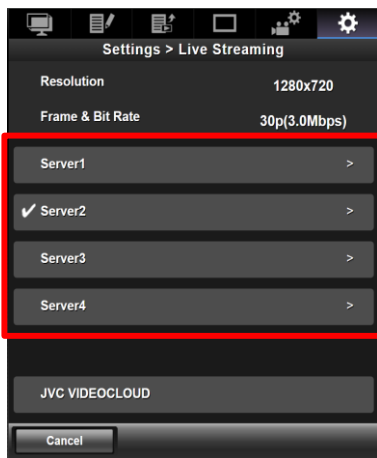 Settings > Live Streaming
Resolution 1280x720
Frame & Bit Rate 30p(3.0Mbps)
Server1 >
Server2 >
Server3 >
Server4 >
JVC VIDEOCLOUD
Cancel